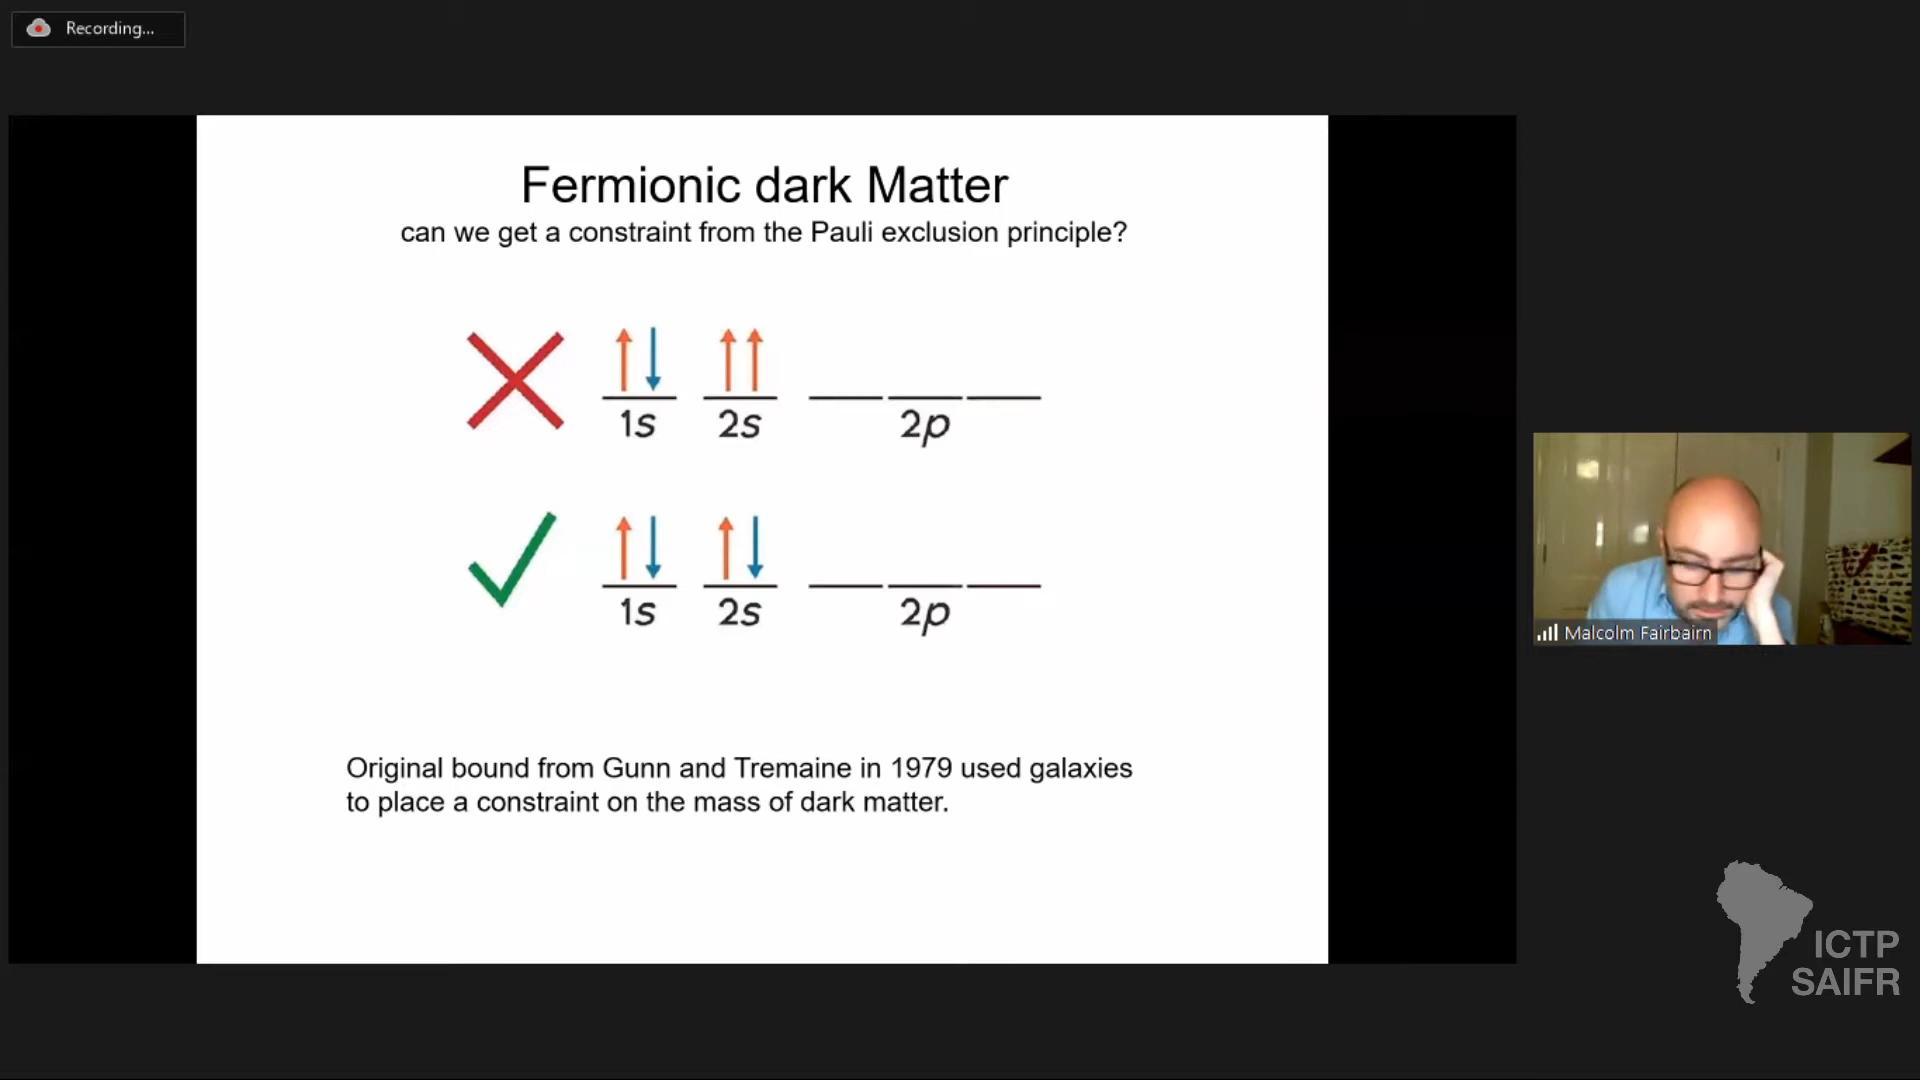 Recording...
Fermionic dark Matter
can we get a constraint from the Pauli exclusion principle?
1s 2s 2p
1s 2s 2p
Original bound from Gunn and Tremaine in 1979 used galaxies
to place a constraint on the mass of dark matter.
Malcolm Fairbairn
ICTP
SAIFR